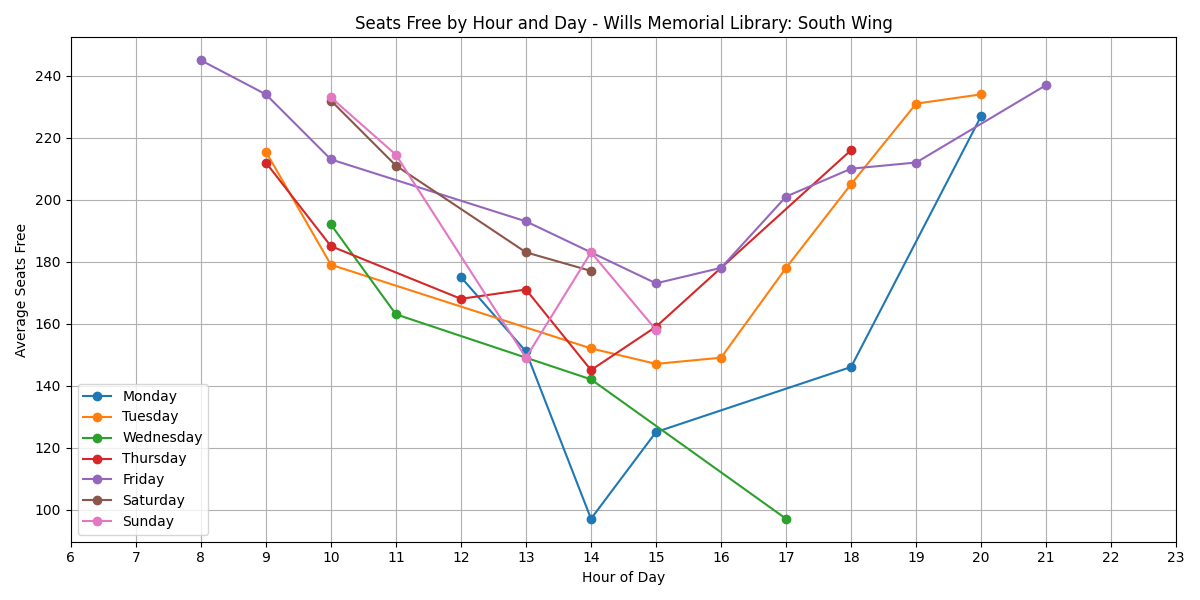 Seats Free by Hour and Day - Wills Memorial Library: South Wing
Average Seats Free
240
220
200
180
160
140
120
100
Monday
Tuesday
Wednesday
Thursday
Friday
Saturday
Sunday
6 7 8 9 10 11 12 13 14 15 16 17 18 19 20 21 22 23
Hour of Day